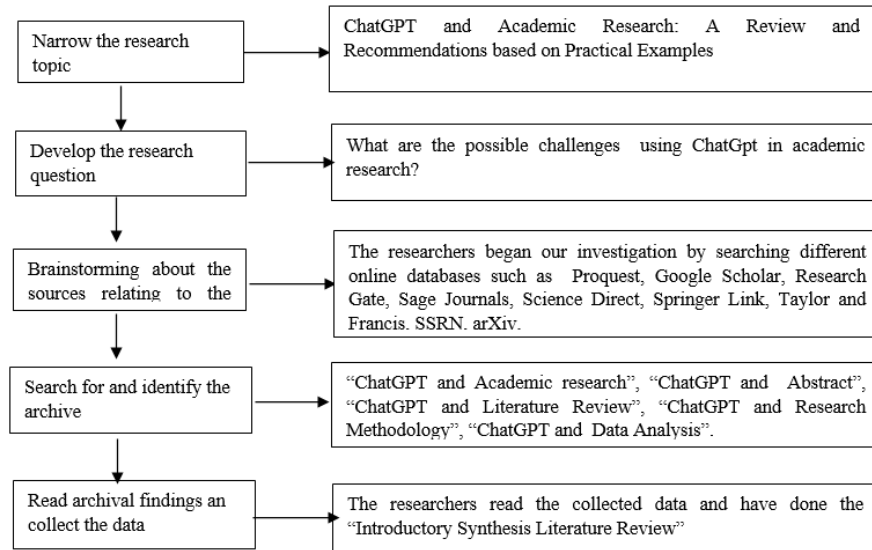 Narrow the research
topic
ChatGPT and Academic Research: A Review and
Recommendations based on Practical Examples
Develop the research
question
What are the possible challenges using ChatGpt in academic
research?
Brainstorming about the
sources relating to the
The researchers began our investigation by searching different
online databases such as Proquest, Google Scholar, Research
Gate, Sage Journals, Science Direct, Springer Link, Taylor and
Francis. SSRN. arXiv.
Search for and identify the
archive
“ChatGPT and Academic research”, “ChatGPT and Abstract”,
“ChatGPT and Literature Review”, “ChatGPT and Research
Methodology”, “ChatGPT and Data Analysis”.
Read archival findings an
collect the data
The researchers read the collected data and have done the
“Introductory Synthesis Literature Review”